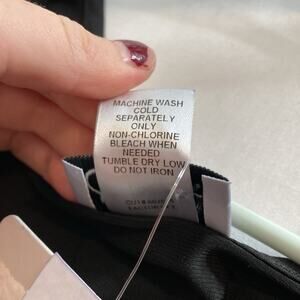 MACHINE WASH
COLD
SEPARATELY
ONLY
NON-CHLORINE
BLEACH WHEN
NEEDED
TUMBLE DRY LOW
DO NOT IRON